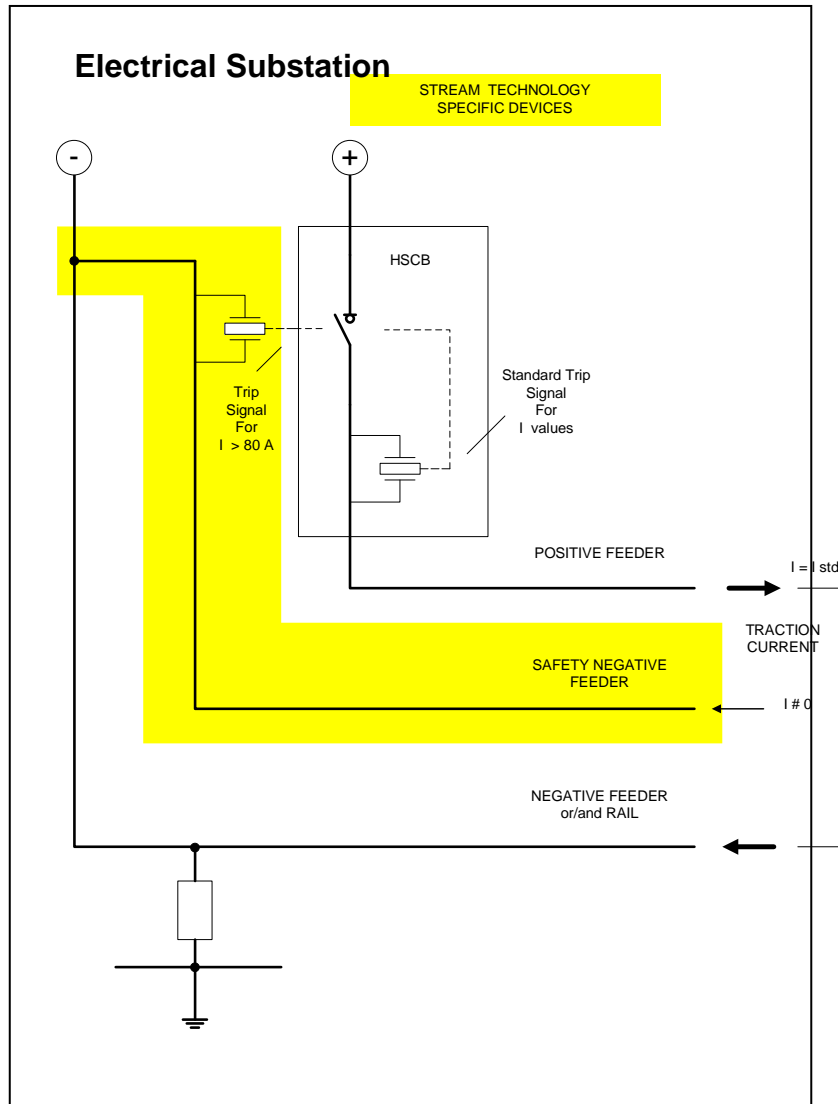 Electrical Substation
STREAM TECHNOLOGY
SPECIFIC DEVICES
-
+
HSCB
Trip
Signal
For
I > 80 A
Standard Trip
Signal
For
I values
POSITIVE FEEDER
I = I std
TRACTION
CURRENT
SAFETY NEGATIVE
FEEDER
I # 0
NEGATIVE FEEDER
or/and RAIL